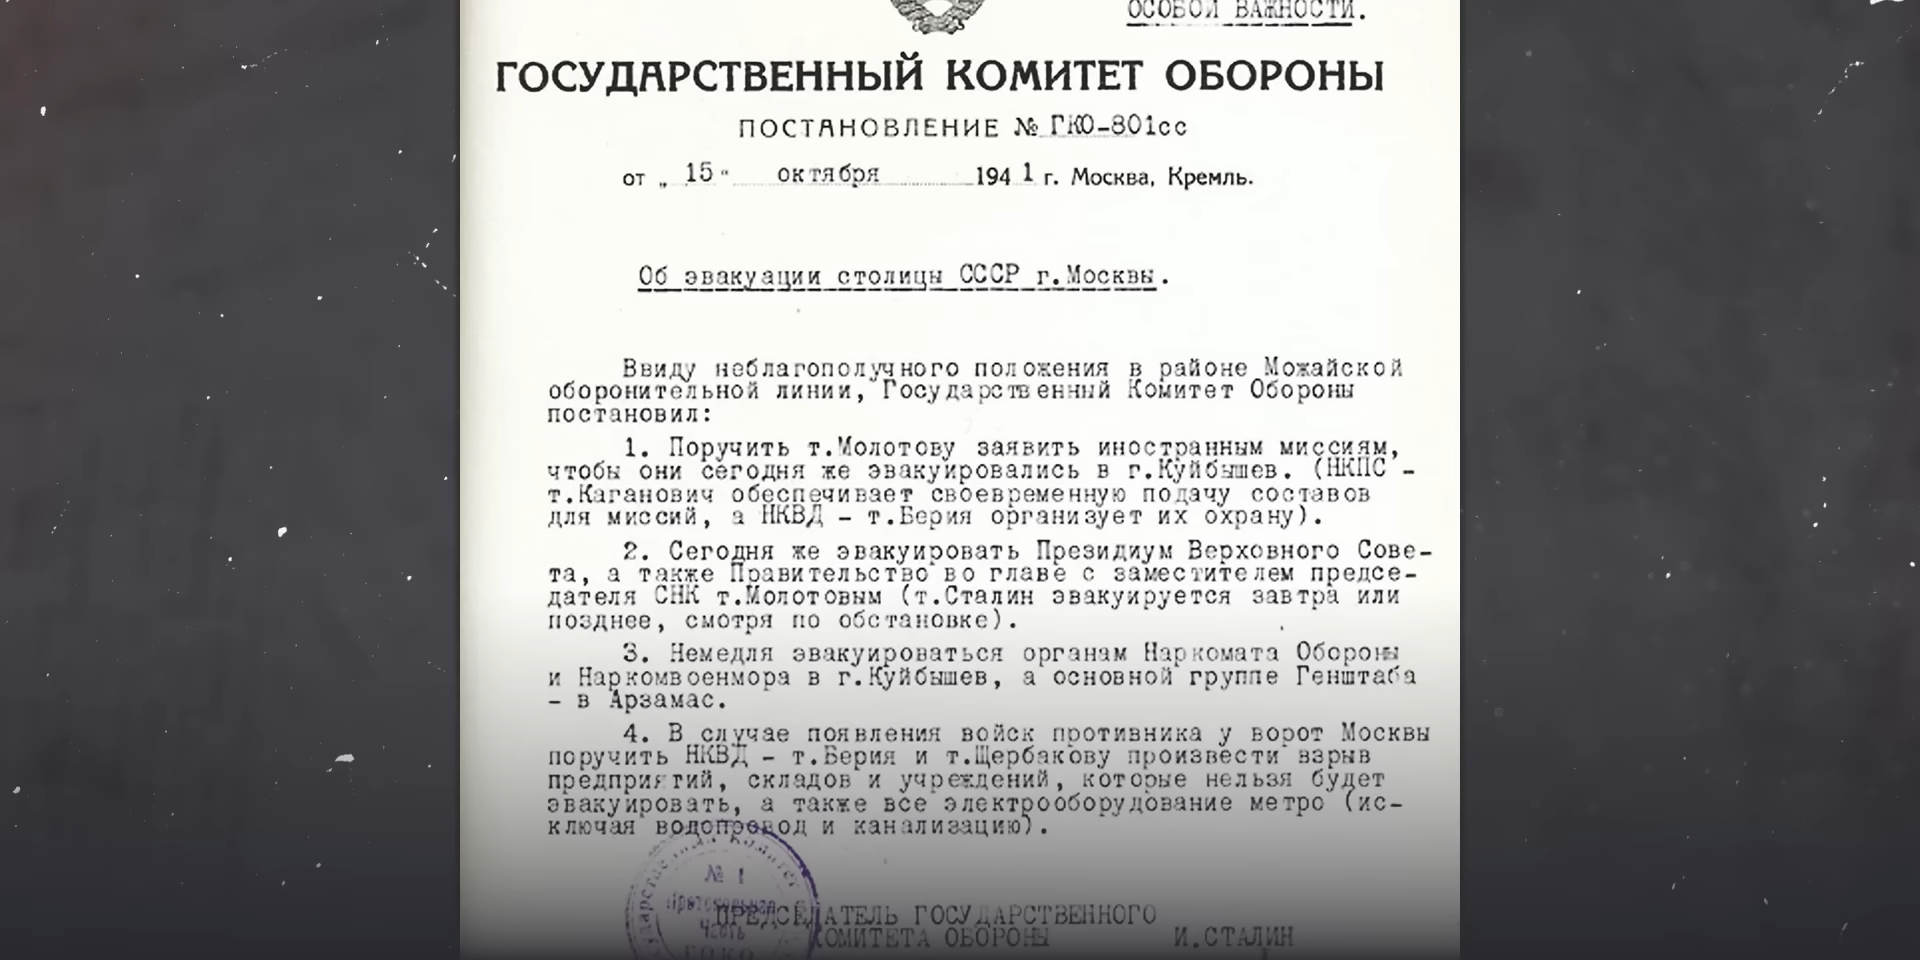 ОСОБОЙ ВАЖНОСТИ.
ГОСУДАРСТВЕННЫЙ КОМИТЕТ ОБОРОНЫ
ПОСТАНОВЛЕНИЕ № ГКО-801сс
от „ 15 " октября 194 1 г. Москва, Кремль.
Об эвакуации столицы СССР г.Москвы.
Ввиду неблагополучного положения в районе Можайской
оборонительной линии, Государственный Комитет Обороны
постановил:
1. Поручить т.Молотову заявить иностранным миссиям,
чтобы они сегодня же эвакуировались в г.Куйбышев. (НКПС -
т.Каганович обеспечивает своевременную подачу составов
для миссий, а НКВД - т.Берия организует их охрану).
2. Сегодня же эвакуировать Президиум Верховного Сове-
та, а также Правительство во главе с заместителем предсе-
дателя СНК т.Молотовым (т.Сталин эвакуируется завтра или
позднее, смотря по обстановке).
3. Немедля эвакуироваться органам Наркомата Обороны
и Наркомвоенмора в г.Куйбышев, а основной группе Генштаба
- в Арзамас.
4. В случае появления войск противника у ворот Москвы
поручить НКВД - т.Берия и т.Щербакову произвести взрыв
предприятий, складов и учреждений, которые нельзя будет
эвакуировать, а также все электрооборудование метро (ис-
ключая водопровод и канализацию).
№ 1
Часть
ПРЕДСЕДАТЕЛЬ ГОСУДАРСТВЕННОГО
КОМИТЕТА ОБОРОНЫ И.СТАЛИН